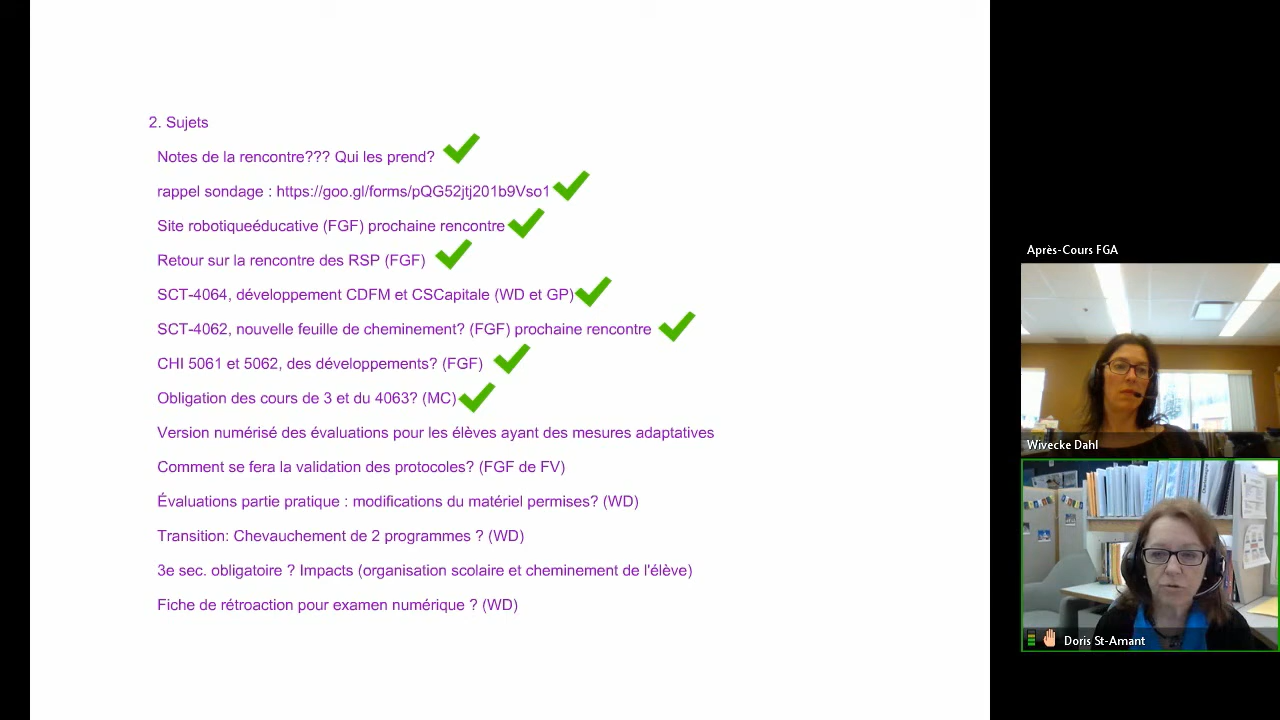 2. Sujets
Notes de la rencontre??? Qui les prend?
rappel sondage : https://goo.gl/forms/pQG52jtj201b9Vso1
Site robotiqueéducative (FGF) prochaine rencontre
Retour sur la rencontre des RSP (FGF)
SCT-4064, développement CDFM et CSCapitale (WD et GP)
SCT-4062, nouvelle feuille de cheminement? (FGF) prochaine rencontre
CHI 5061 et 5062, des développements? (FGF)
Obligation des cours de 3 et du 4063? (MC)
Version numérisé des évaluations pour les élèves ayant des mesures adaptatives
Comment se fera la validation des protocoles? (FGF de FV)
Évaluations partie pratique : modifications du matériel permises? (WD)
Transition: Chevauchement de 2 programmes ? (WD)
3e sec. obligatoire ? Impacts (organisation scolaire et cheminement de l'élève)
Fiche de rétroaction pour examen numérique ? (WD)
Après-Cours FGA
Wivecke Dahl
Doris St-Amant